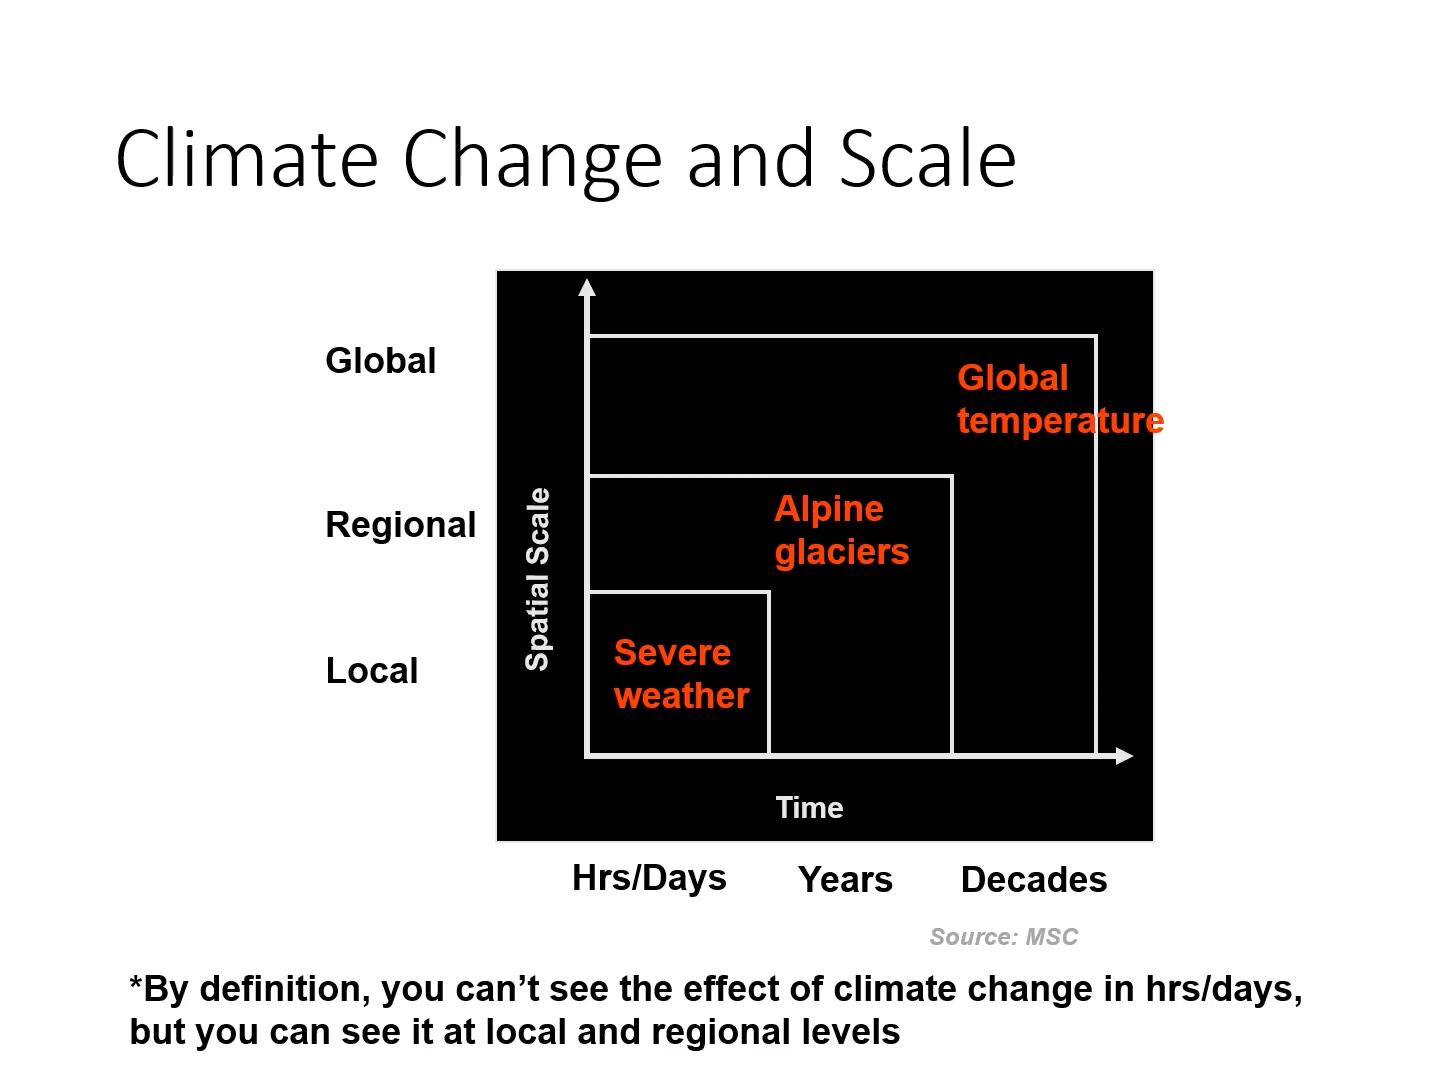 Climate Change and Scale
Global
Global
temperature
Regional
Spatial Scale
Alpine
glaciers
Local
Severe
weather
Time
Hrs/Days
Years
Decades
Source: MSC
*By definition, you can’t see the effect of climate change in hrs/days,
but you can see it at local and regional levels